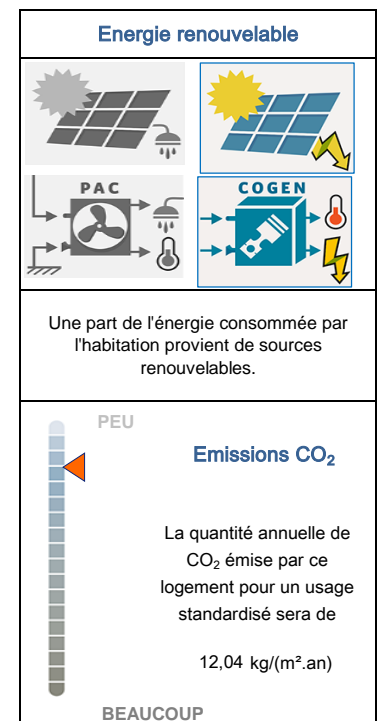 Energie renouvelable
PAC
COGEN
Une part de l'énergie consommée par
l'habitation provient de sources
renouvelables.
PEU
Emissions CO₂
La quantité annuelle de
CO₂ émise par ce
logement pour un usage
standardisé sera de
12,04 kg/(m².an)
BEAUCOUP